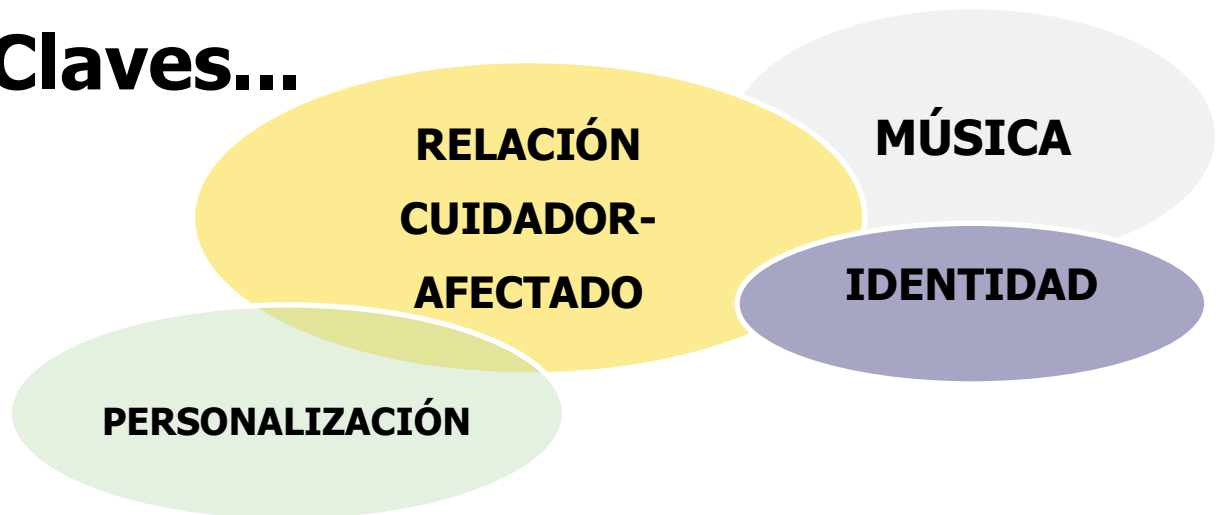 Claves...
RELACIÓN
CUIDADOR-
AFECTADO
MÚSICA
IDENTIDAD
PERSONALIZACIÓN